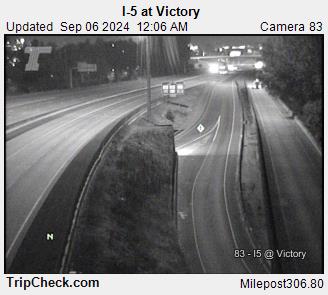 I-5 at Victory
Updated Sep 06 2024 12:06 AM Camera 83
N
83 - I5 @ Victory
TripCheck.com Milepost306.80